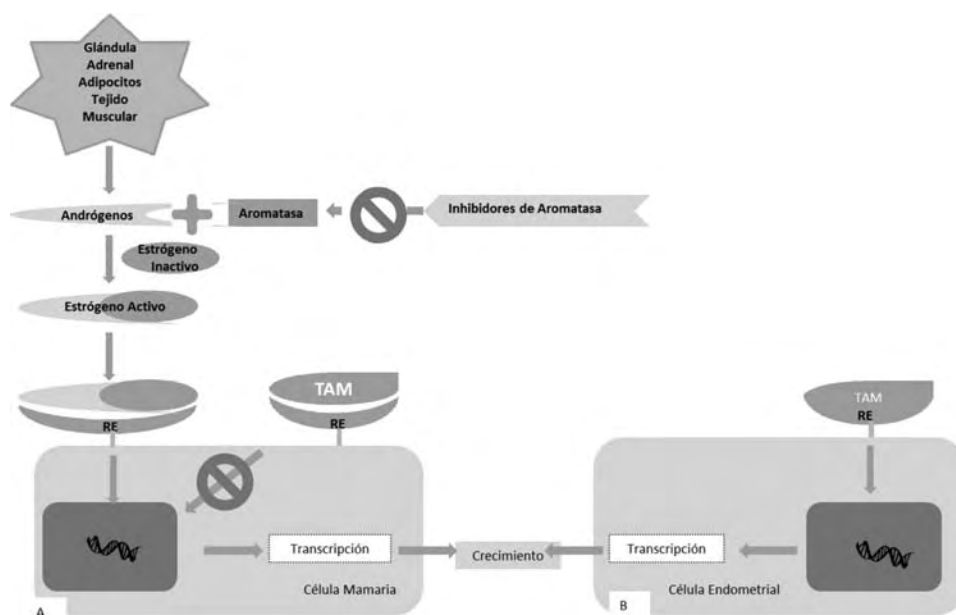 Glándula
Adrenal
Adipocitos
Tejido
Muscular
Andrógenos
Aromatasa
Inhibidores de Aromatasa
Estrógeno
Inactivo
Estrógeno Activo
TAM
TAM
RE
RE
RE
Transcripción
Crecimiento
Transcripción
Célula Mamaria
Célula Endometrial
A
B